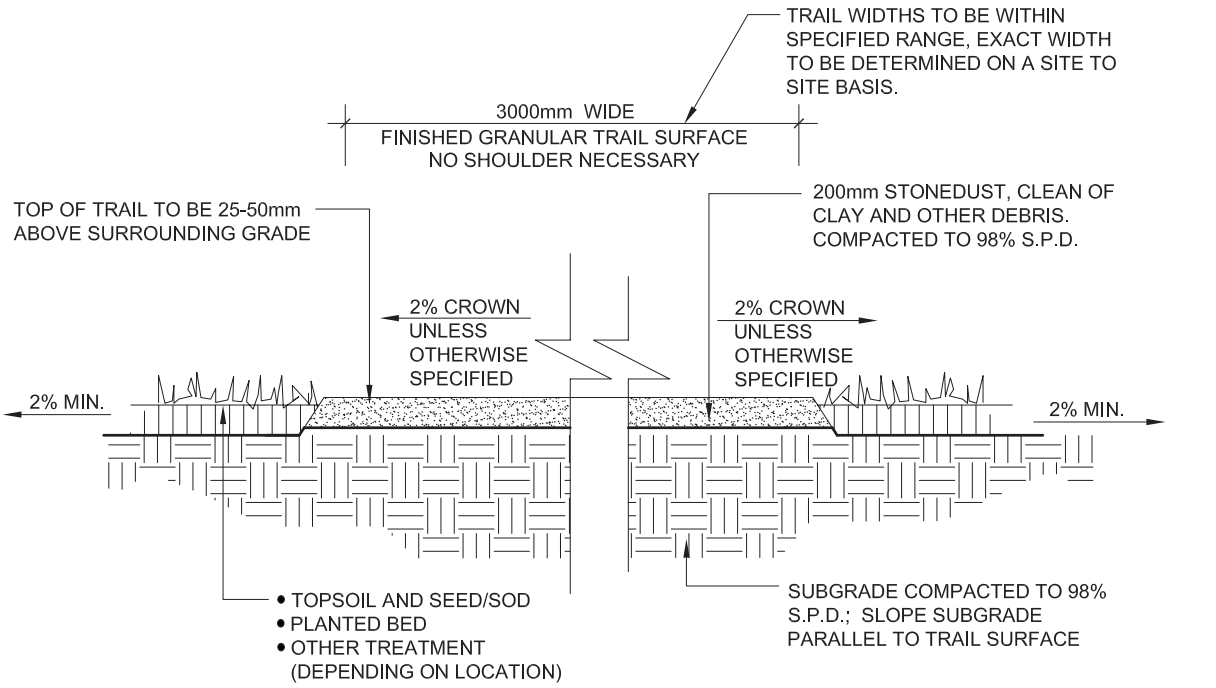 TRAIL WIDTHS TO BE WITHIN
SPECIFIED RANGE, EXACT WIDTH
TO BE DETERMINED ON A SITE TO
SITE BASIS.
3000mm WIDE
FINISHED GRANULAR TRAIL SURFACE
NO SHOULDER NECESSARY
TOP OF TRAIL TO BE 25-50mm
ABOVE SURROUNDING GRADE
200mm STONEDUST, CLEAN OF
CLAY AND OTHER DEBRIS.
COMPACTED TO 98% S.P.D.
2% CROWN
UNLESS
OTHERWISE
SPECIFIED
2% CROWN
UNLESS
OTHERWISE
SPECIFIED
2% MIN.
2% MIN.
• TOPSOIL AND SEED/SOD
• PLANTED BED
• OTHER TREATMENT
(DEPENDING ON LOCATION)
SUBGRADE COMPACTED TO 98%
S.P.D.; SLOPE SUBGRADE
PARALLEL TO TRAIL SURFACE